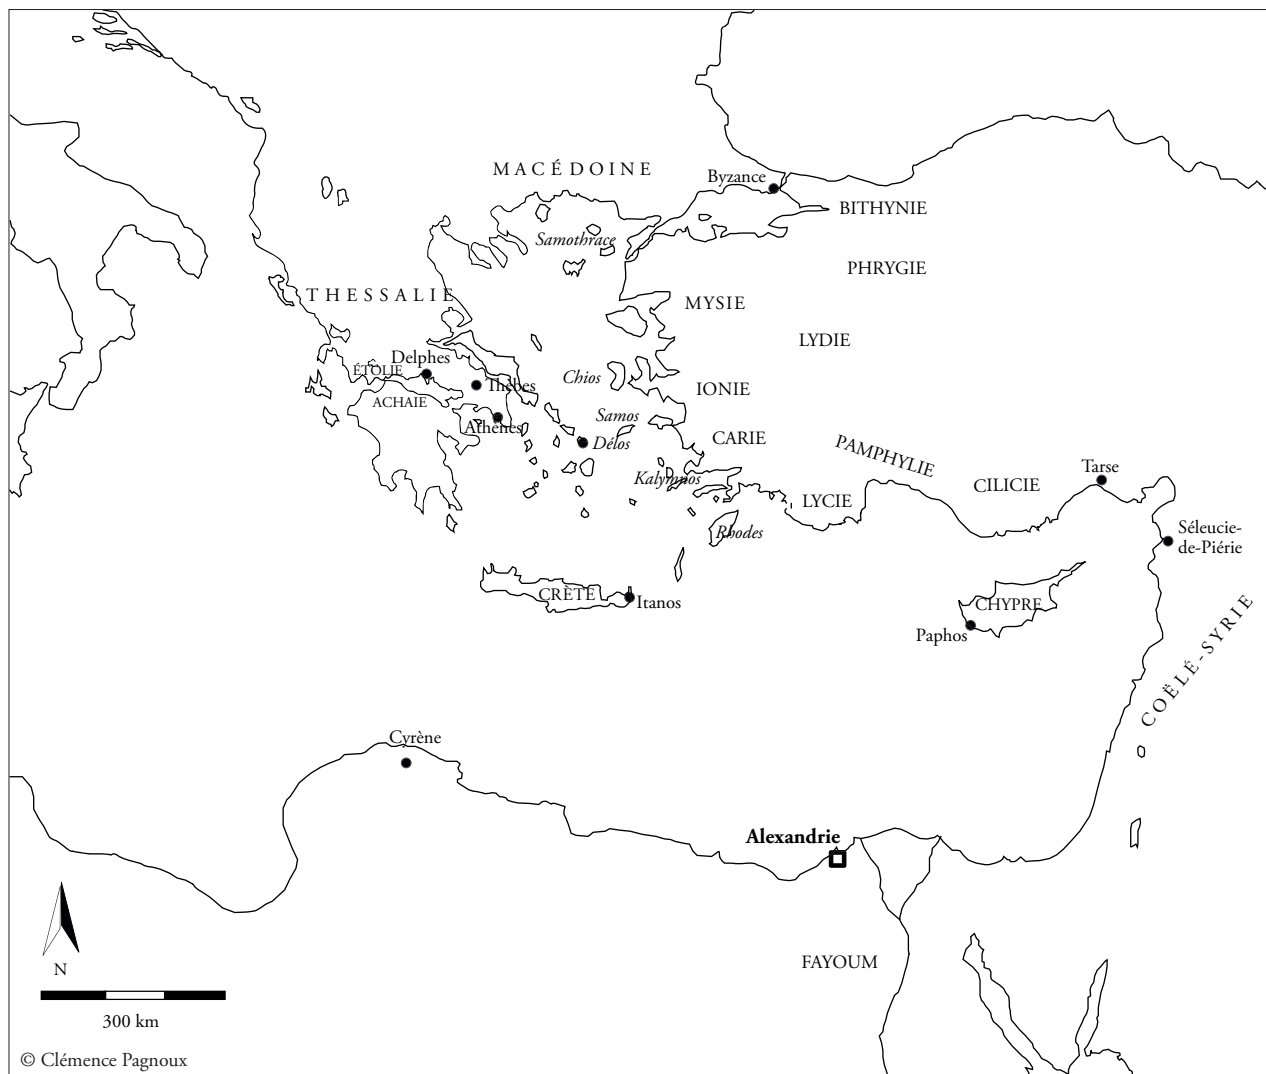 MACÉDOINE
Byzance
BITHYNIE
Samothrace
PHRYGIE
THESSALIE
MYSIE
LYDIE
Delphes
ÉTÔLIE
Chios
Thèbes
IONIE
ACHAIE
Samos
Athènes
Délos
CARIE
PAMPHYLIE
Tarse
Kalymnos
CILICIE
LYCIE
Rhodes
Séleucie-
de-Piérie
CRÈTE
Itanos
CHYPRE
Paphos
COËLÉ-SYRIE
Cyrène
Alexandrie
FAYOUM
N
300 km
© Clémence Pagnoux